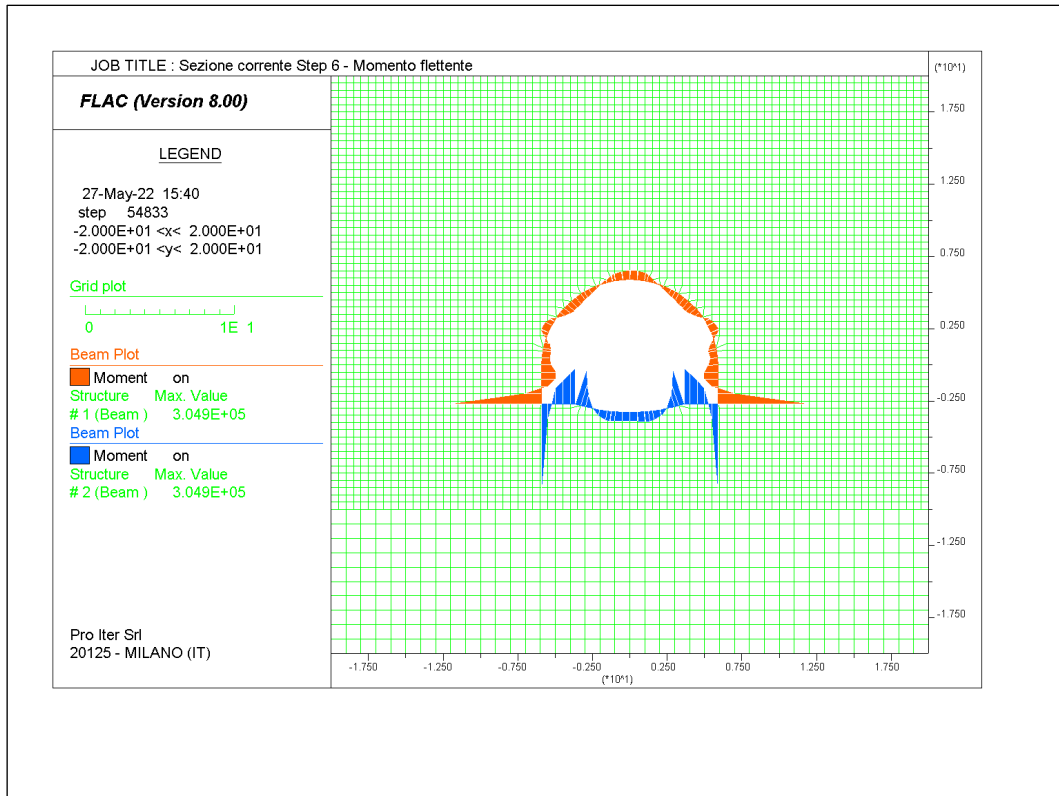 JOB TITLE : Sezione corrente Step 6 - Momento flettente
(*10^1)
FLAC (Version 8.00)
LEGEND
27-May-22 15:40
step 54833
-2.000E+01 <x< 2.000E+01
-2.000E+01 <y< 2.000E+01
Grid plot
0 1E 1
Beam Plot
Moment on
Structure Max. Value
# 1 (Beam ) 3.049E+05
Beam Plot
Moment on
Structure Max. Value
# 2 (Beam ) 3.049E+05
Pro Iter Srl
20125 - MILANO (IT)
1.750
1.250
0.750
0.250
-0.250
-0.750
-1.250
-1.750
-1.750 -1.250 -0.750 -0.250 0.250 0.750 1.250 1.750
(*10^1)